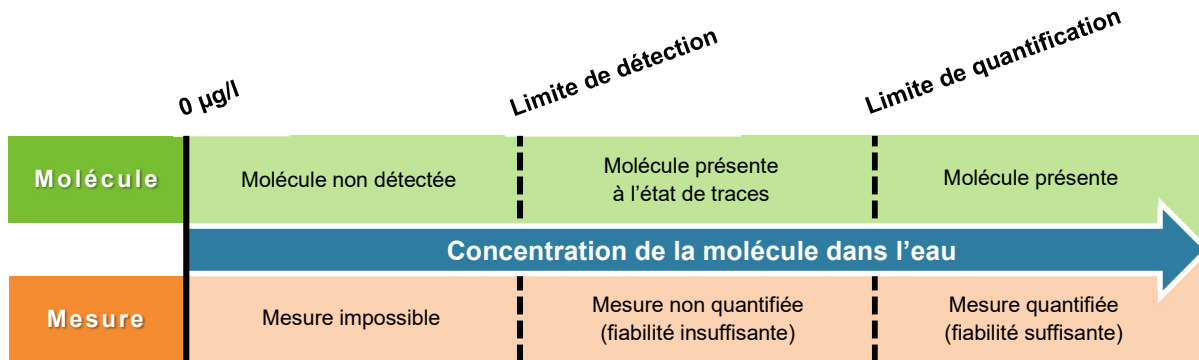 0 µg/l
Limite de détection
Limite de quantification
Molécule
Molécule non détectée
Molécule présente
à l’état de traces
Molécule présente
Concentration de la molécule dans l’eau
Mesure
Mesure impossible
Mesure non quantifiée
(fiabilité insuffisante)
Mesure quantifiée
(fiabilité suffisante)